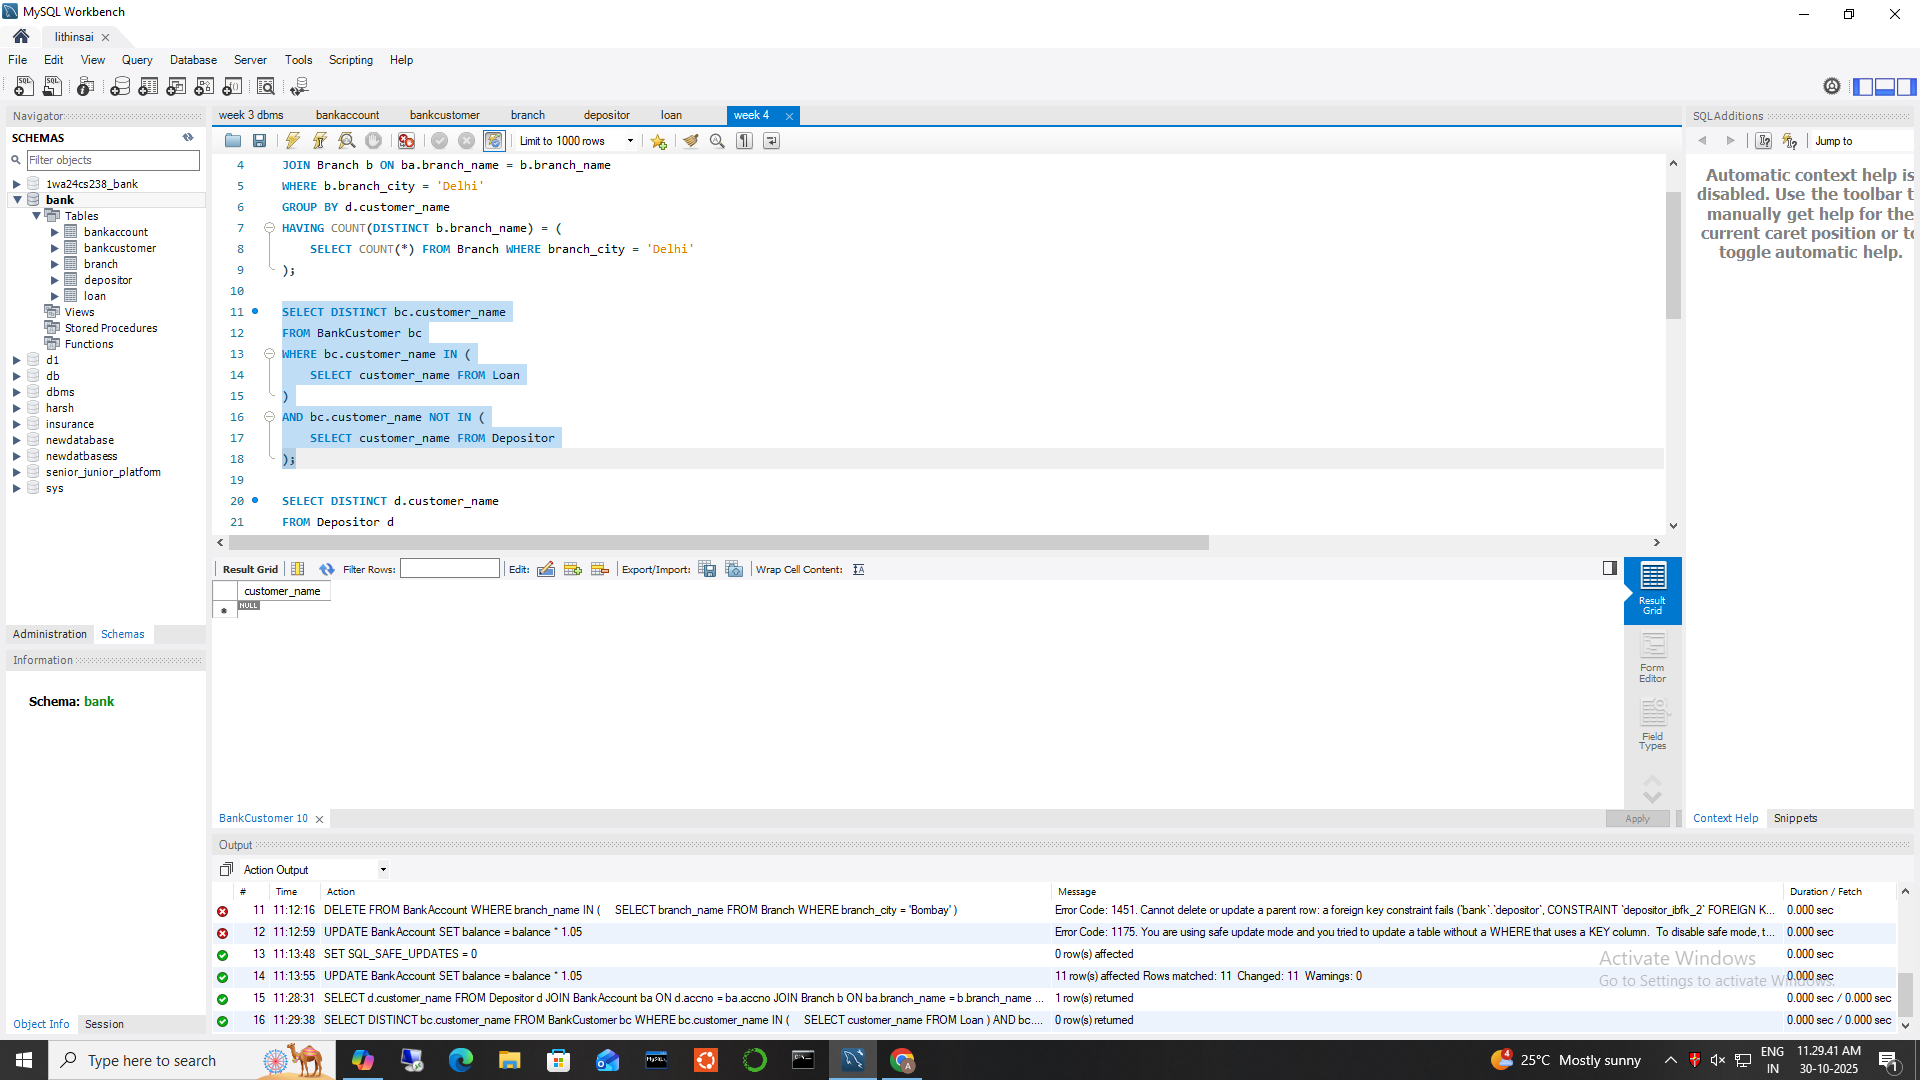 MySQL Workbench
lithinsai
File Edit View Query Database Server Tools Scripting Help
Navigator
SCHEMAS
Filter objects
1wa24cs238_bank
bank
Tables
bankaccount
bankcustomer
branch
depositor
loan
Views
Stored Procedures
Functions
d1
db
dbms
harsh
insurance
newdatabase
newdatbasess
senior_junior_platform
sys
Administration Schemas
Information
Schema: bank
Object Info Session
week 3 dbms bankaccount bankcustomer branch depositor loan week 4
Limit to 1000 rows
4 JOIN Branch b ON ba.branch_name = b.branch_name
5 WHERE b.branch_city = 'Delhi'
6 GROUP BY d.customer_name
7 HAVING COUNT(DISTINCT b.branch_name) = (
8 SELECT COUNT(*) FROM Branch WHERE branch_city = 'Delhi'
9 );
10
11 SELECT DISTINCT bc.customer_name
12 FROM BankCustomer bc
13 WHERE bc.customer_name IN (
14 SELECT customer_name FROM Loan
15 )
16 AND bc.customer_name NOT IN (
17 SELECT customer_name FROM Depositor
18 );
19
20 SELECT DISTINCT d.customer_name
21 FROM Depositor d
Result Grid Filter Rows: Edit: Export/Import: Wrap Cell Content:
customer_name
NULL
Result
Grid
Form
Editor
Field
Types
BankCustomer 10
Apply
SQLAdditions
Jump to
Automatic context help is
disabled. Use the toolbar t
manually get help for the
current caret position or to
toggle automatic help.
Context Help Snippets
Output
Action Output
# Time Action Message Duration / Fetch
11 11:12:16 DELETE FROM BankAccount WHERE branch_name IN ( SELECT branch_name FROM Branch WHERE branch_city = 'Bombay' ) Error Code: 1451. Cannot delete or update a parent row: a foreign key constraint fails (`bank`.`depositor`, CONSTRAINT `depositor_ibfk_2` FOREIGN K... 0.000 sec
12 11:12:59 UPDATE BankAccount SET balance = balance * 1.05 Error Code: 1175. You are using safe update mode and you tried to update a table without a WHERE that uses a KEY column. To disable safe mode, t... 0.000 sec
13 11:13:48 SET SQL_SAFE_UPDATES = 0 0 row(s) affected 0.000 sec
14 11:13:55 UPDATE BankAccount SET balance = balance * 1.05 11 row(s) affected Rows matched: 11 Changed: 11 Warnings: 0 0.000 sec
15 11:28:31 SELECT d.customer_name FROM Depositor d JOIN BankAccount ba ON d.accno = ba.accno JOIN Branch b ON ba.branch_name = b.branch_name ... 1 row(s) returned 0.000 sec / 0.000 sec
16 11:29:38 SELECT DISTINCT bc.customer_name FROM BankCustomer bc WHERE bc.customer_name IN ( SELECT customer_name FROM Loan ) AND bc.... 0 row(s) returned 0.000 sec / 0.000 sec
Activate Windows
Go to Settings to activate Windows.
Type here to search
25°C Mostly sunny
ENG
IN
11.29.41 AM
30-10-2025